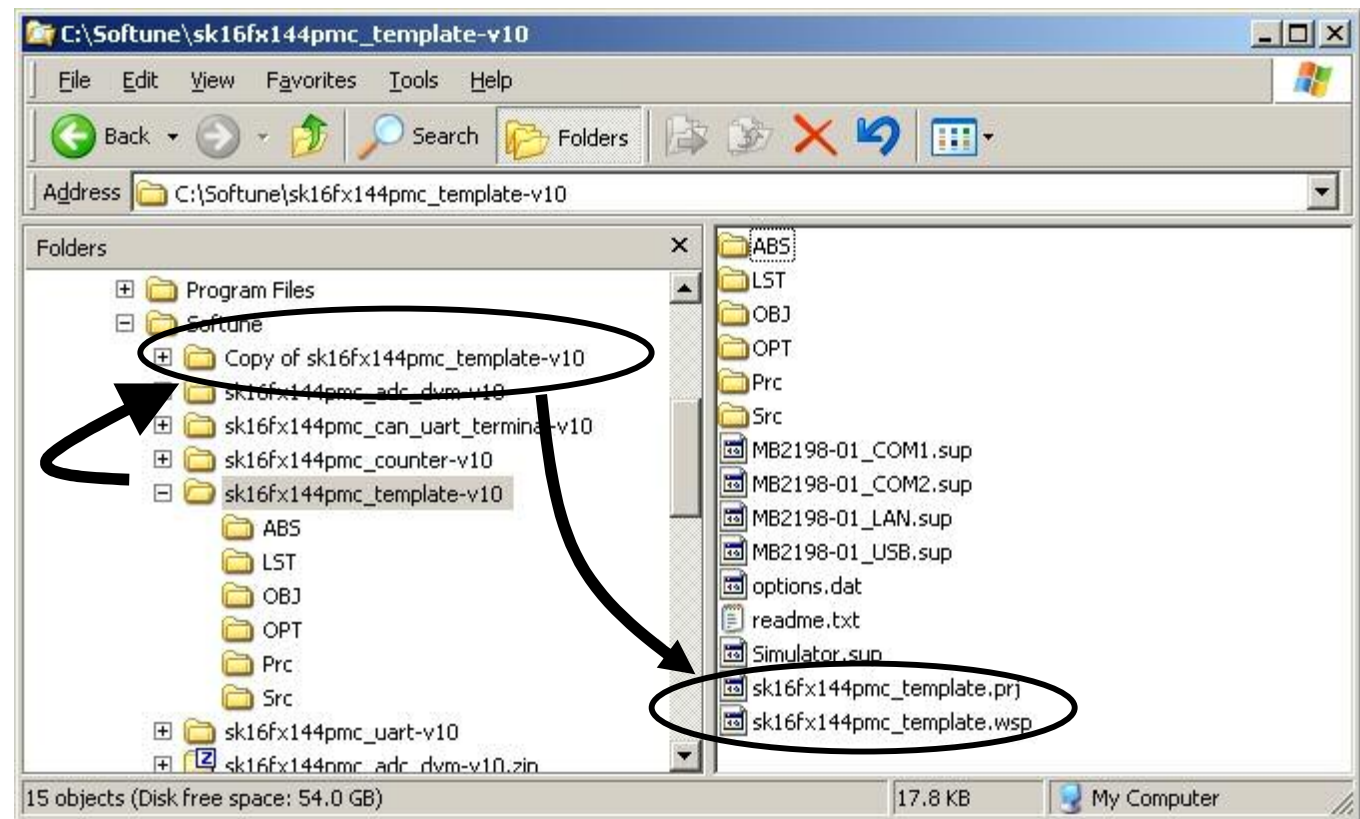 C:\Softune\sk16fx144pmc_template-v10
File Edit View Favorites Tools Help
Back Search Folders
Address C:\Softune\sk16fx144pmc_template-v10
Folders
Program Files
Softune
Copy of sk16fx144pmc_template-v10
sk16fx144pmc_adc_dvm-v10
sk16fx144pmc_can_uart_terminal-v10
sk16fx144pmc_counter-v10
sk16fx144pmc_template-v10
ABS
LST
OBJ
OPT
Prc
Src
sk16fx144pmc_uart-v10
sk16fx144pmc_adc_dvm-v10.zip
ABS
LST
OBJ
OPT
Prc
Src
MB2198-01_COM1.sup
MB2198-01_COM2.sup
MB2198-01_LAN.sup
MB2198-01_USB.sup
options.dat
readme.txt
Simulator.sup
sk16fx144pmc_template.prj
sk16fx144pmc_template.wsp
15 objects (Disk free space: 54.0 GB) 17.8 KB My Computer